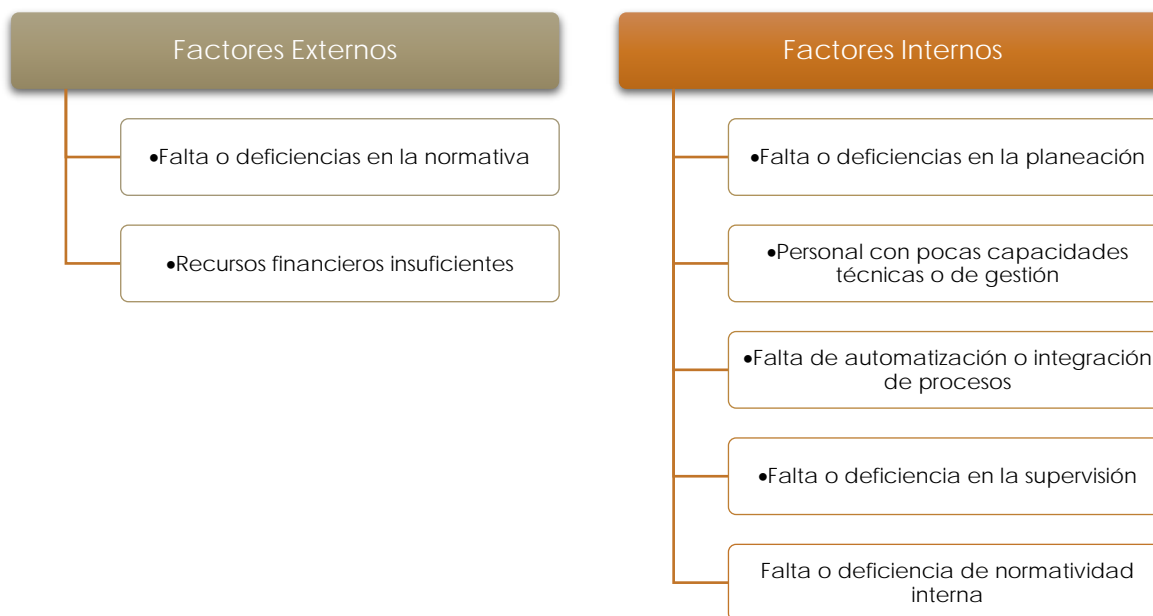 Factores Externos
•Falta o deficiencias en la normativa
•Recursos financieros insuficientes
Factores Internos
•Falta o deficiencias en la planeación
•Personal con pocas capacidades
técnicas o de gestión
•Falta de automatización o integración
de procesos
•Falta o deficiencia en la supervisión
Falta o deficiencia de normatividad
interna